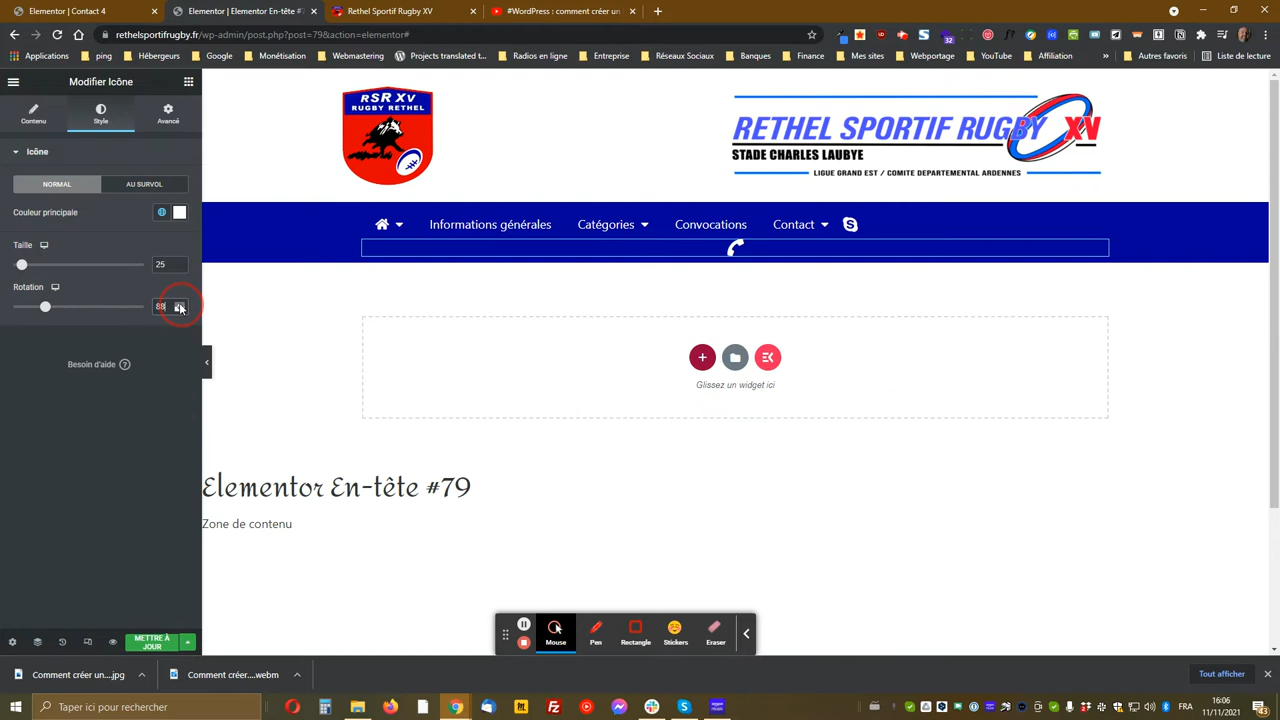 Elementor | Contact 4
Elementor | Elementor En-tête #7
Contact Retel Sportif Rugby XV
#WordPress : comment créer un
rethelsportifrugby.fr/wp-admin/post.php?post=79&action=elementor#
Applications
ping
Hébergeurs
Google
Monétisation
Webmastering
Projects translated t...
Radios en ligne
Entreprise
Réseaux Sociaux
Banques
Finance
Mes sites
Webportage
YouTube
Affiliation
»
Autres favoris
Liste de lecture
Modifier Icône
Contenu
Style
Avancé
Icône
NORMAL
AU SURVOL
Couleur principale
Taille
25
Rotation
88
Besoin d'aide
METTRE À JOUR
RSR XV
RUGBY RETHEL
RETHEL SPORTIF RUGBY XV
STADE CHARLES LAUBYE
LIGUE GRAND EST / COMITE DEPARTEMENTAL ARDENNES
Informations générales
Catégories
Convocations
Contact
Glissez un widget ici
Elementor En-tête #79
Zone de contenu
Mouse
Pen
Rectangle
Stickers
Eraser
Comment créer un...jpg
Comment créer....webm
Tout afficher
Taper ici pour rechercher
FRA
16:06
11/11/2021